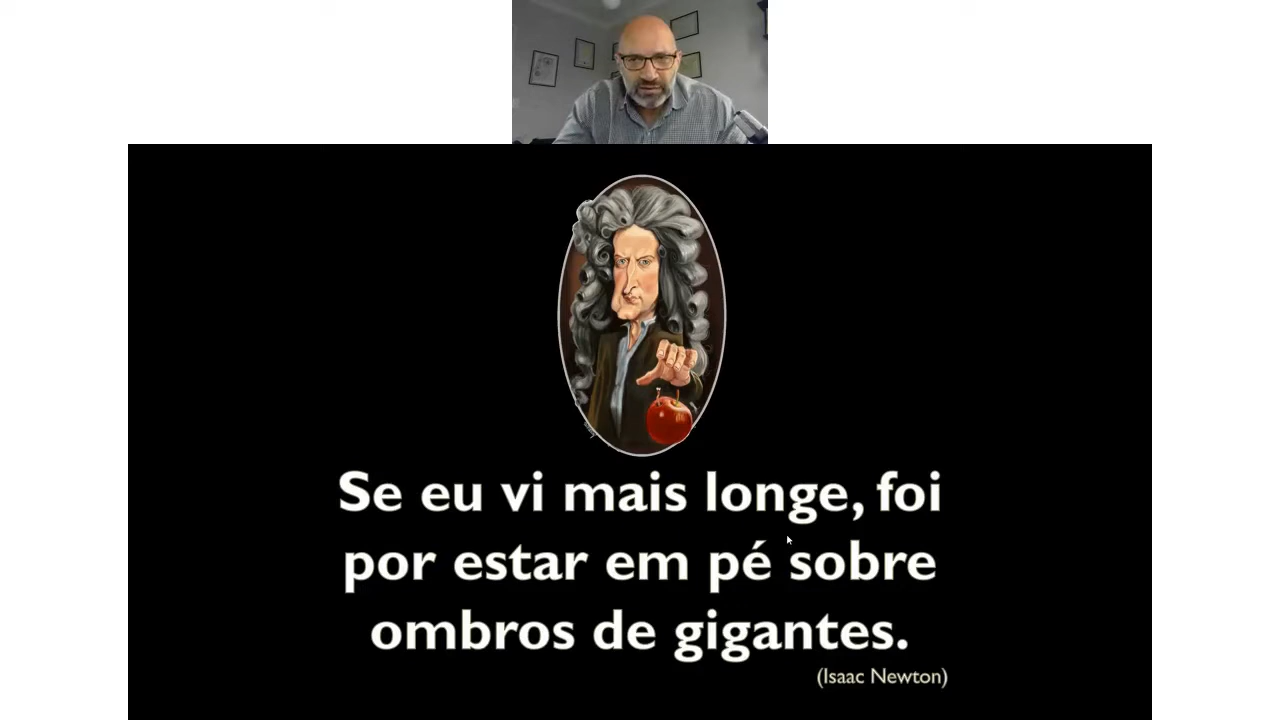 Se eu vi mais longe, foi
por estar em pé sobre
ombros de gigantes.
(Isaac Newton)